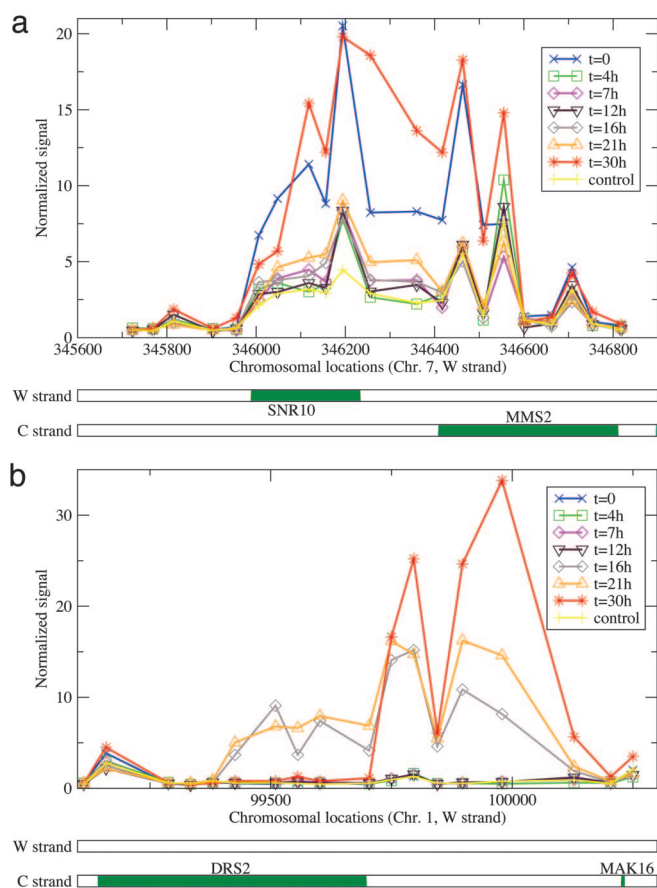 a
20
15
10
5
0
Normalized signal
t=0
t=4h
t=7h
t=12h
t=16h
t=21h
t=30h
control
345600 345800 346000 346200 346400 346600 346800
Chromosomal locations (Chr. 7, W strand)
W strand
SNR10
MMS2
C strand
b
30
20
10
0
Normalized signal
t=0
t=4h
t=7h
t=12h
t=16h
t=21h
t=30h
control
99500 100000
Chromosomal locations (Chr. 1, W strand)
W strand
DRS2 MAK16
C strand